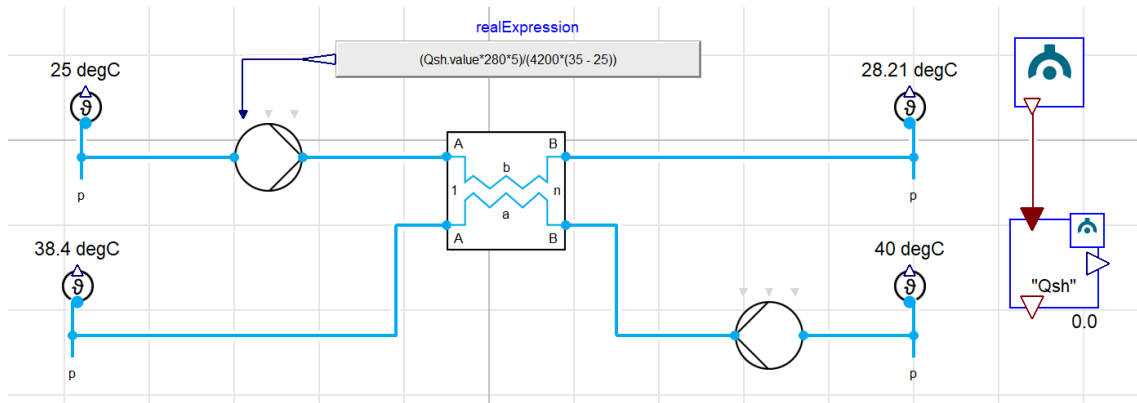 realExpression
(Qsh.value*280*5)/(4200*(35 - 25))
25 degC
28.21 degC
ϑ
ϑ
A
B
b
1
n
a
A
B
p
p
38.4 degC
40 degC
ϑ
ϑ
"Qsh"
0.0
p
p